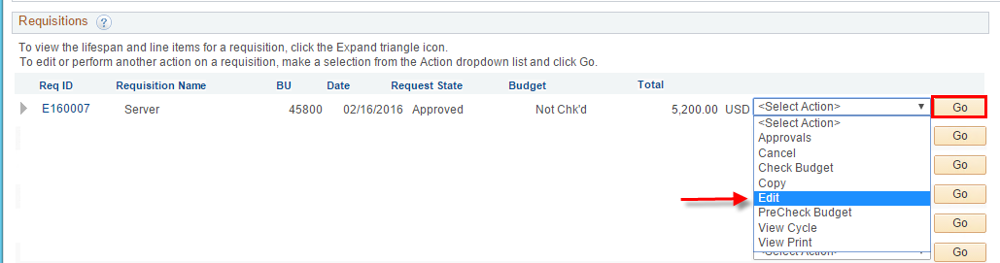 Requisitions ?
To view the lifespan and line items for a requisition, click the Expand triangle icon.
To edit or perform another action on a requisition, make a selection from the Action dropdown list and click Go.
Req ID Requisition Name BU Date Request State Budget Total
E160007 Server 45800 02/16/2016 Approved Not Chk'd 5,200.00 USD <Select Action> Go
<Select Action>
Approvals Go
Cancel
Check Budget Go
Copy
Edit Go
PreCheck Budget
View Cycle Go
View Print
<Select Action> Go